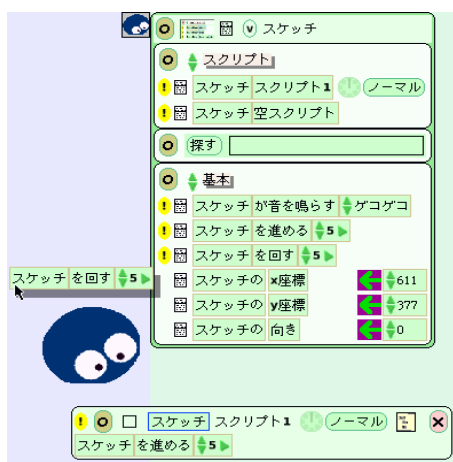 スケッチ
スクリプト
スケッチ スクリプト1 ノーマル
スケッチ 空スクリプト
探す
基本
スケッチ が音を鳴らす ゲコゲコ
スケッチ を進める 5
スケッチ を回す 5
スケッチ を回す 5
スケッチの x座標 611
スケッチの y座標 377
スケッチの 向き 0
スケッチ スクリプト1 ノーマル
スケッチ を進める 5